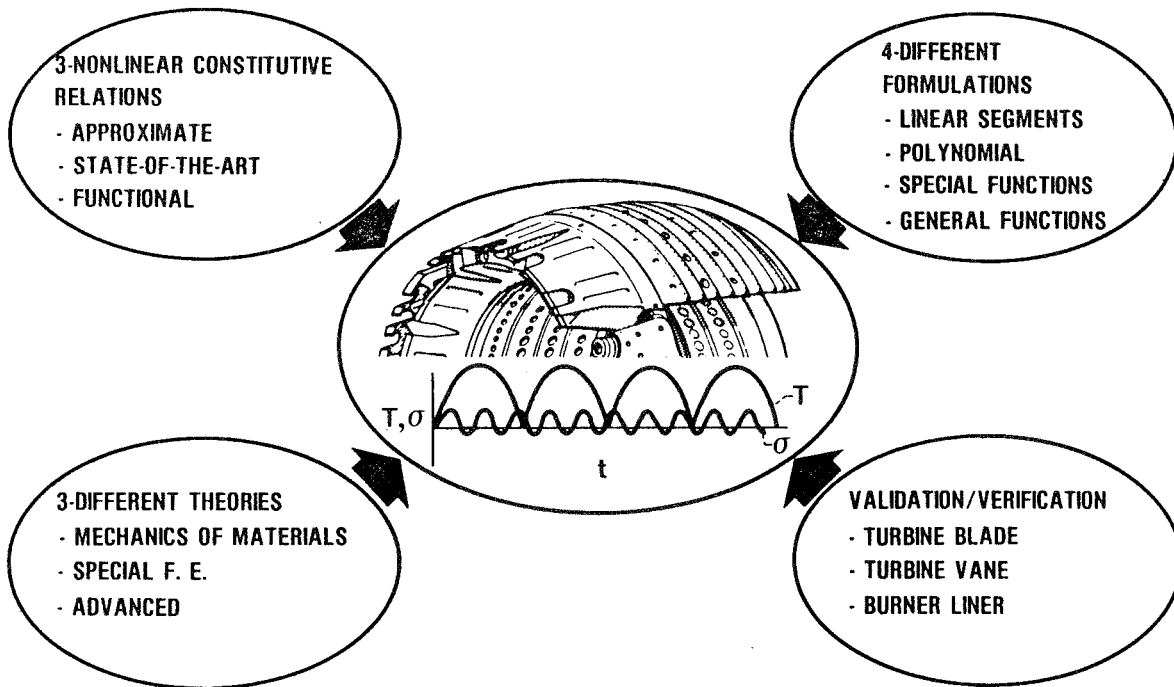 3-NONLINEAR CONSTITUTIVE
RELATIONS
- APPROXIMATE
- STATE-OF-THE-ART
- FUNCTIONAL
4-DIFFERENT
FORMULATIONS
- LINEAR SEGMENTS
- POLYNOMIAL
- SPECIAL FUNCTIONS
- GENERAL FUNCTIONS
T,σ
T
σ
t
3-DIFFERENT THEORIES
- MECHANICS OF MATERIALS
- SPECIAL F. E.
- ADVANCED
VALIDATION/VERIFICATION
- TURBINE BLADE
- TURBINE VANE
- BURNER LINER